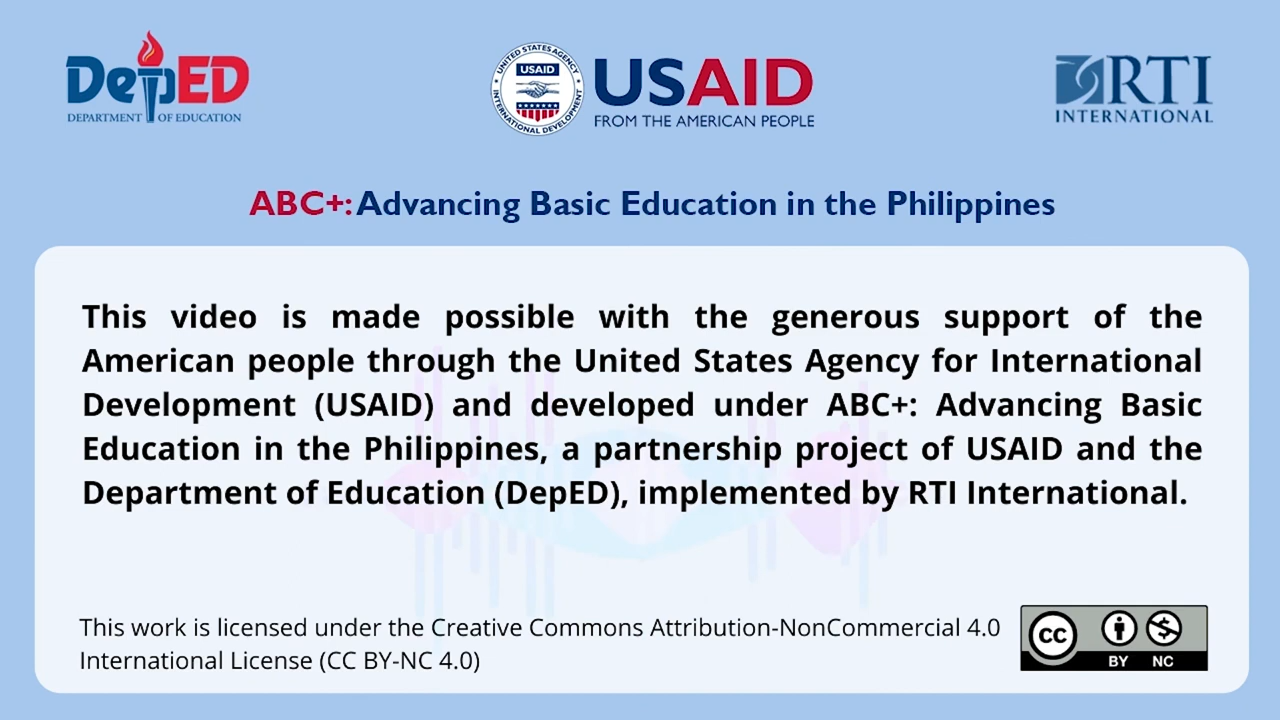 DepED
DEPARTMENT OF EDUCATION
UNITED STATES AGENCY
USAID
INTERNATIONAL DEVELOPMENT
USAID
FROM THE AMERICAN PEOPLE
RTI
INTERNATIONAL
ABC+: Advancing Basic Education in the Philippines
This video is made possible with the generous support of the
American people through the United States Agency for International
Development (USAID) and developed under ABC+: Advancing Basic
Education in the Philippines, a partnership project of USAID and the
Department of Education (DepED), implemented by RTI International.
This work is licensed under the Creative Commons Attribution-NonCommercial 4.0
International License (CC BY-NC 4.0)
cc
BY NC